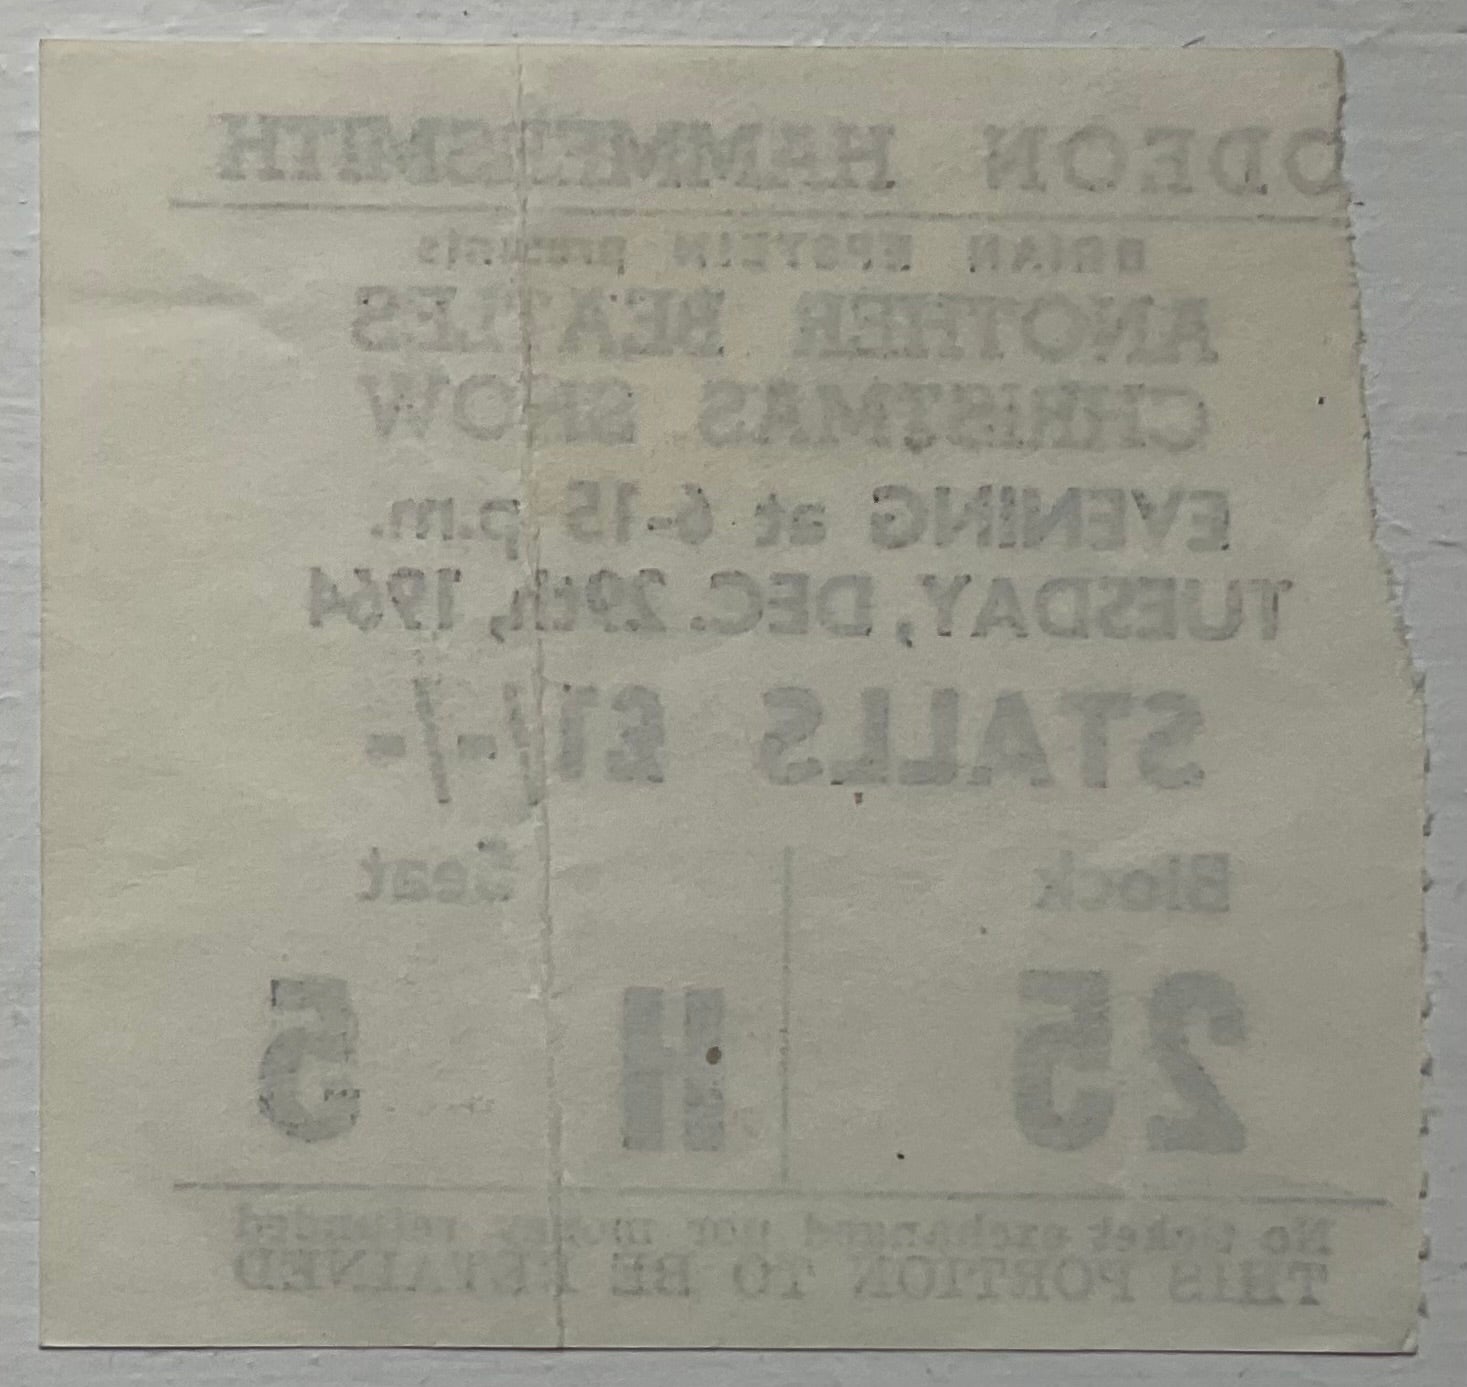 ODEON HAMMERSMITH
BRIAN EPSTEIN presents
ANOTHER BEATLES
CHRISTMAS SHOW
EVENING at 6-15 p.m.
TUESDAY, DEC. 29th, 1964
STALLS £1/-/-
Block Seat
25 H 5
No ticket exchanged nor money refunded
THIS PORTION TO BE RETAINED